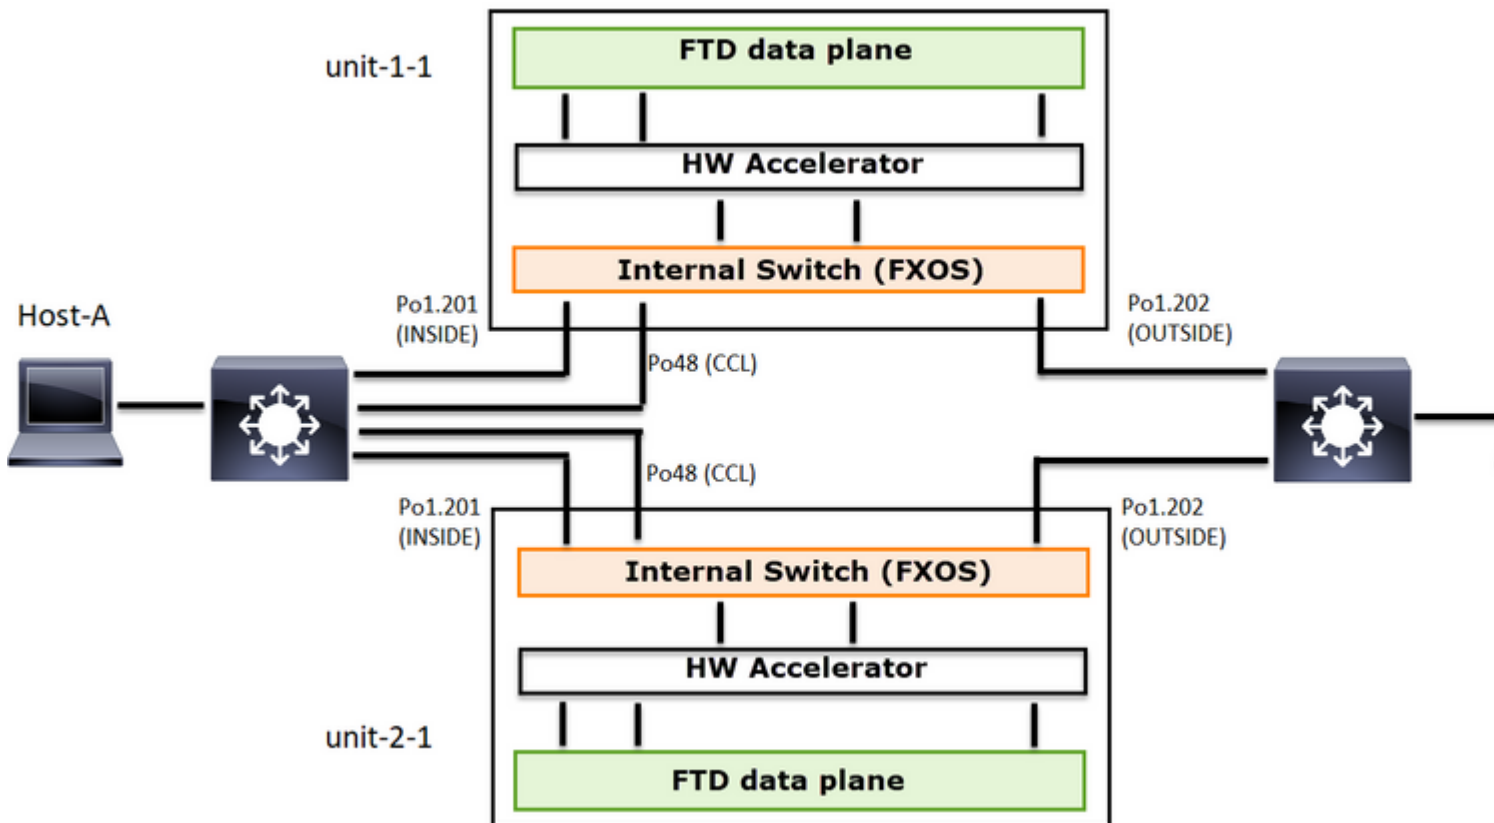 unit-1-1
FTD data plane
HW Accelerator
Internal Switch (FXOS)
Po1.201
(INSIDE)
Po1.202
(OUTSIDE)
Host-A
Po48 (CCL)
Po48 (CCL)
Po1.201
(INSIDE)
Po1.202
(OUTSIDE)
Internal Switch (FXOS)
HW Accelerator
unit-2-1
FTD data plane